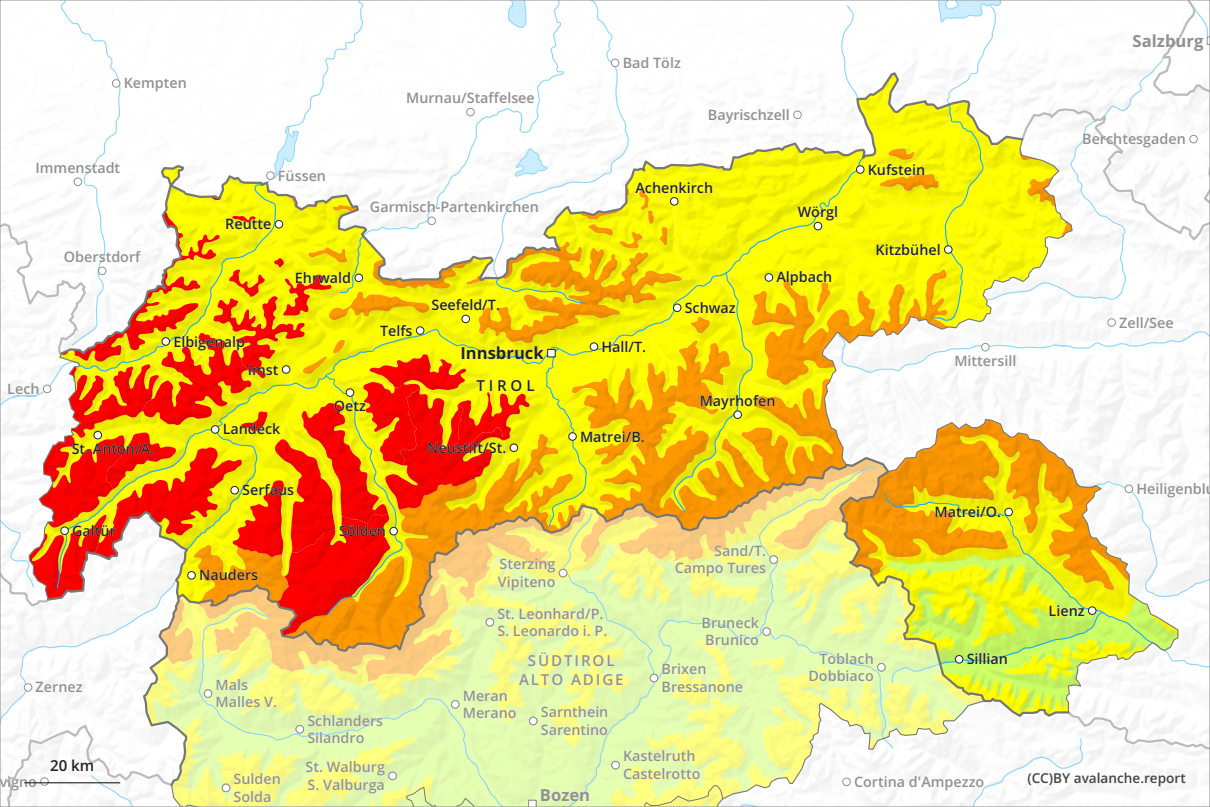 Salzburg
Bad Tölz
Kempten
Murnau/Staffelsee
Bayrischzell
Berchtesgaden
Immenstadt
Füssen
Kufstein
Achenkirch
Garmisch-Partenkirchen
Wörgl
Reutte
Oberstdorf
Kitzbühel
Ehrwald
Alpbach
Seefeld/T.
Schwaz
Telfs
Zell/See
Elbigenalp
Innsbruck
Hall/T.
Mittersill
Imst
Lech
TIROL
Oetz
Mayrhofen
Landeck
Matrei/B.
St. Anton/A.
Neustift/St.
Serfaus
Heiligenblu
Matrei/O.
Galtür
Sölden
Sterzing
Vipiteno
Sand/T.
Campo Tures
Nauders
St. Leonhard/P.
S. Leonardo i. P.
Lienz
Bruneck
Brunico
SÜDTIROL
ALTO ADIGE
Toblach
Dobbiaco
Sillian
Zernez
Mals
Malles V.
Brixen
Bressanone
Meran
Merano
Sarnthein
Sarentino
Schlanders
Silandro
20 km
St. Walburg
S. Valburga
Kastelruth
Castelrotto
vigno
Sulden
Solda
Cortina d'Ampezzo
(CC)BY avalanche.report
Bozen